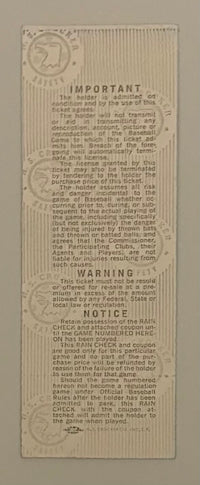 IMPORTANT
The holder is admitted on
condition and by the use of this
ticket agrees:
The holder will not transmit
or aid in transmitting any
description, account, picture or
reproduction of the Baseball
Game to which this ticket ad-
mits him. Breach of the fore-
going will automatically termi-
nate this license.
The license granted by this
ticket may also be terminated
by tendering to the holder the
purchase price of this ticket.
The holder assumes all risk
and danger incidental to the
game of Baseball whether oc-
curring prior to, during, or sub-
sequent to the actual playing of
the game, including specifically
(but not exclusively) the danger
of being injured by thrown bats
and thrown or batted balls, and
agrees that the Commissioner,
the Participating Clubs, their
Agents and Players, are not
liable for injuries resulting from
such causes.
WARNING
This ticket must not be resold
or offered for re-sale at a pre-
mium in excess of the amount
allowed by any Federal, State or
local law or regulation.
NOTICE
Retain possession of the RAIN
CHECK and attached coupon un-
til the GAME NUMBERED HERE-
ON has been played.
This RAIN CHECK and coupon
are good only for this particular
game and no part of the pur-
chase price will be refunded by
reason of the failure of the holder
to use them for that game.
Should the game numbered
hereon not become a regulation
game under Official Baseball
Rules after the holder has been
admitted to park, this RAIN
CHECK with the coupon at-
tached will admit the holder to
the game when played.
SAFETY